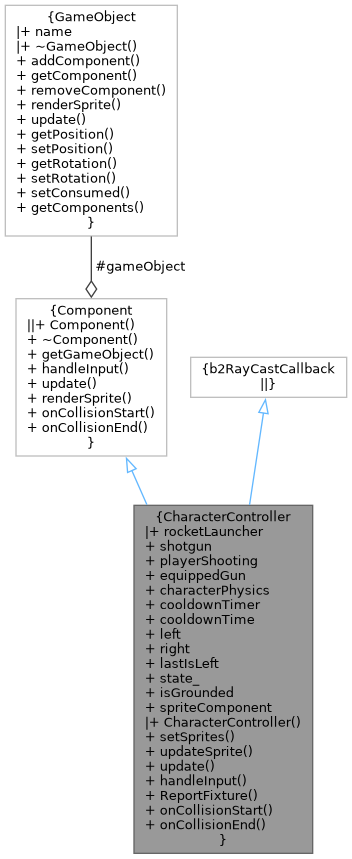 {GameObject
|+ name
|+ ~GameObject()
+ addComponent()
+ getComponent()
+ removeComponent()
+ renderSprite()
+ update()
+ getPosition()
+ setPosition()
+ getRotation()
+ setRotation()
+ setConsumed()
+ getComponents()
}
#gameObject
{Component
||+ Component()
+ ~Component()
+ getGameObject()
+ handleInput()
+ update()
+ renderSprite()
+ onCollisionStart()
+ onCollisionEnd()
}
{b2RayCastCallback
||}
{CharacterController
|+ rocketLauncher
+ shotgun
+ playerShooting
+ equippedGun
+ characterPhysics
+ cooldownTimer
+ cooldownTime
+ left
+ right
+ lastIsLeft
+ state_
+ isGrounded
+ spriteComponent
|+ CharacterController()
+ setSprites()
+ updateSprite()
+ update()
+ handleInput()
+ ReportFixture()
+ onCollisionStart()
+ onCollisionEnd()
}